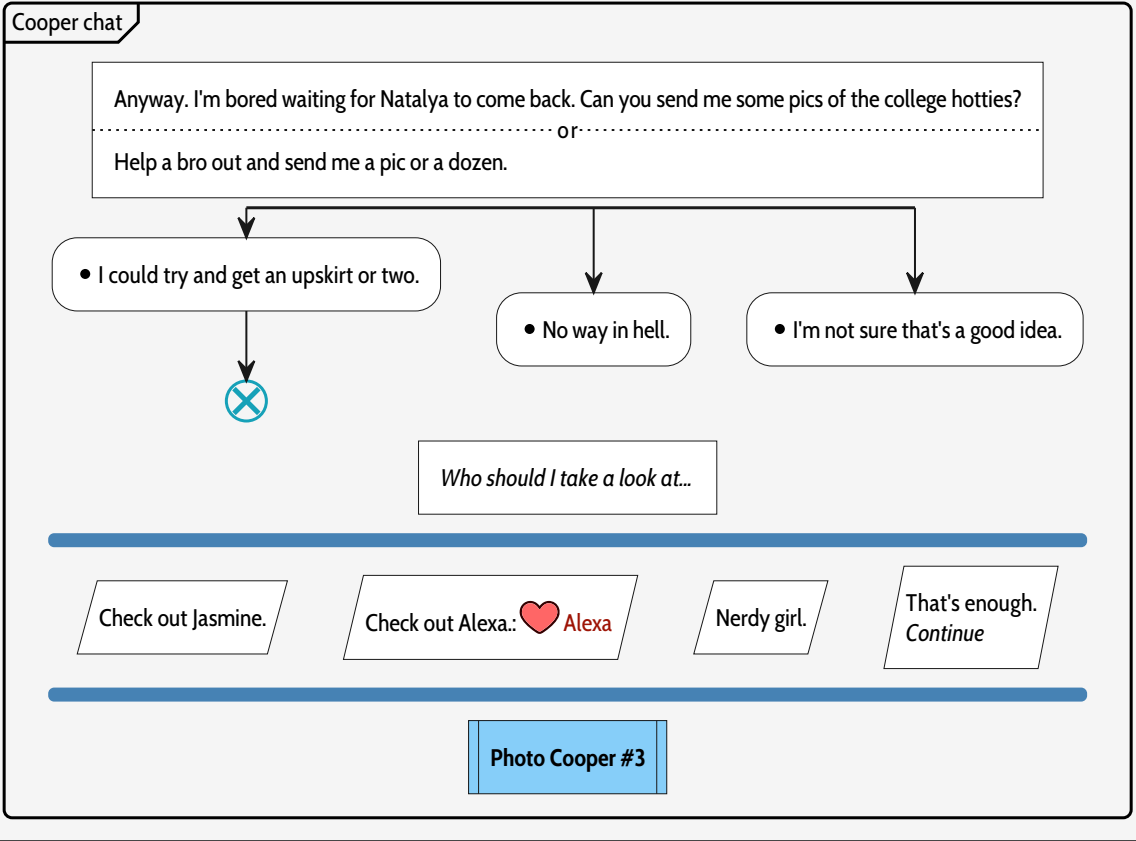 Cooper chat
Anyway. I'm bored waiting for Natalya to come back. Can you send me some pics of the college hotties?
or
Help a bro out and send me a pic or a dozen.
• I could try and get an upskirt or two.
• No way in hell.
• I'm not sure that's a good idea.
Who should I take a look at...
Check out Jasmine.
Check out Alexa.: Alexa
Nerdy girl.
That's enough.
Continue
Photo Cooper #3